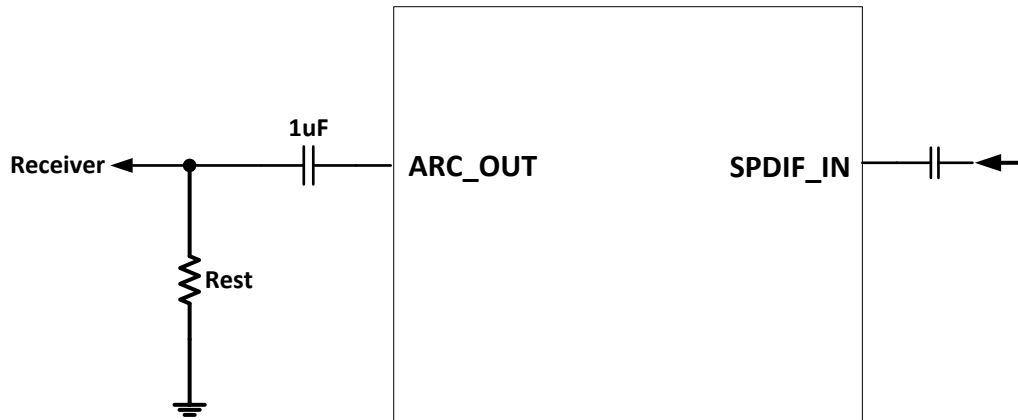 1uF
Receiver
ARC_OUT
SPDIF_IN
Rest